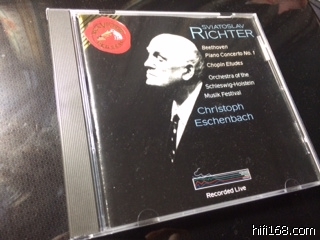 SVIATOSLAV
RICHTER
Beethoven
Piano Concerto No. 1
Chopin Etudes
Orchestra of the
Schleswig-Holstein
Musik Festival
Christoph
Eschenbach
Recorded Live
hifi168.com